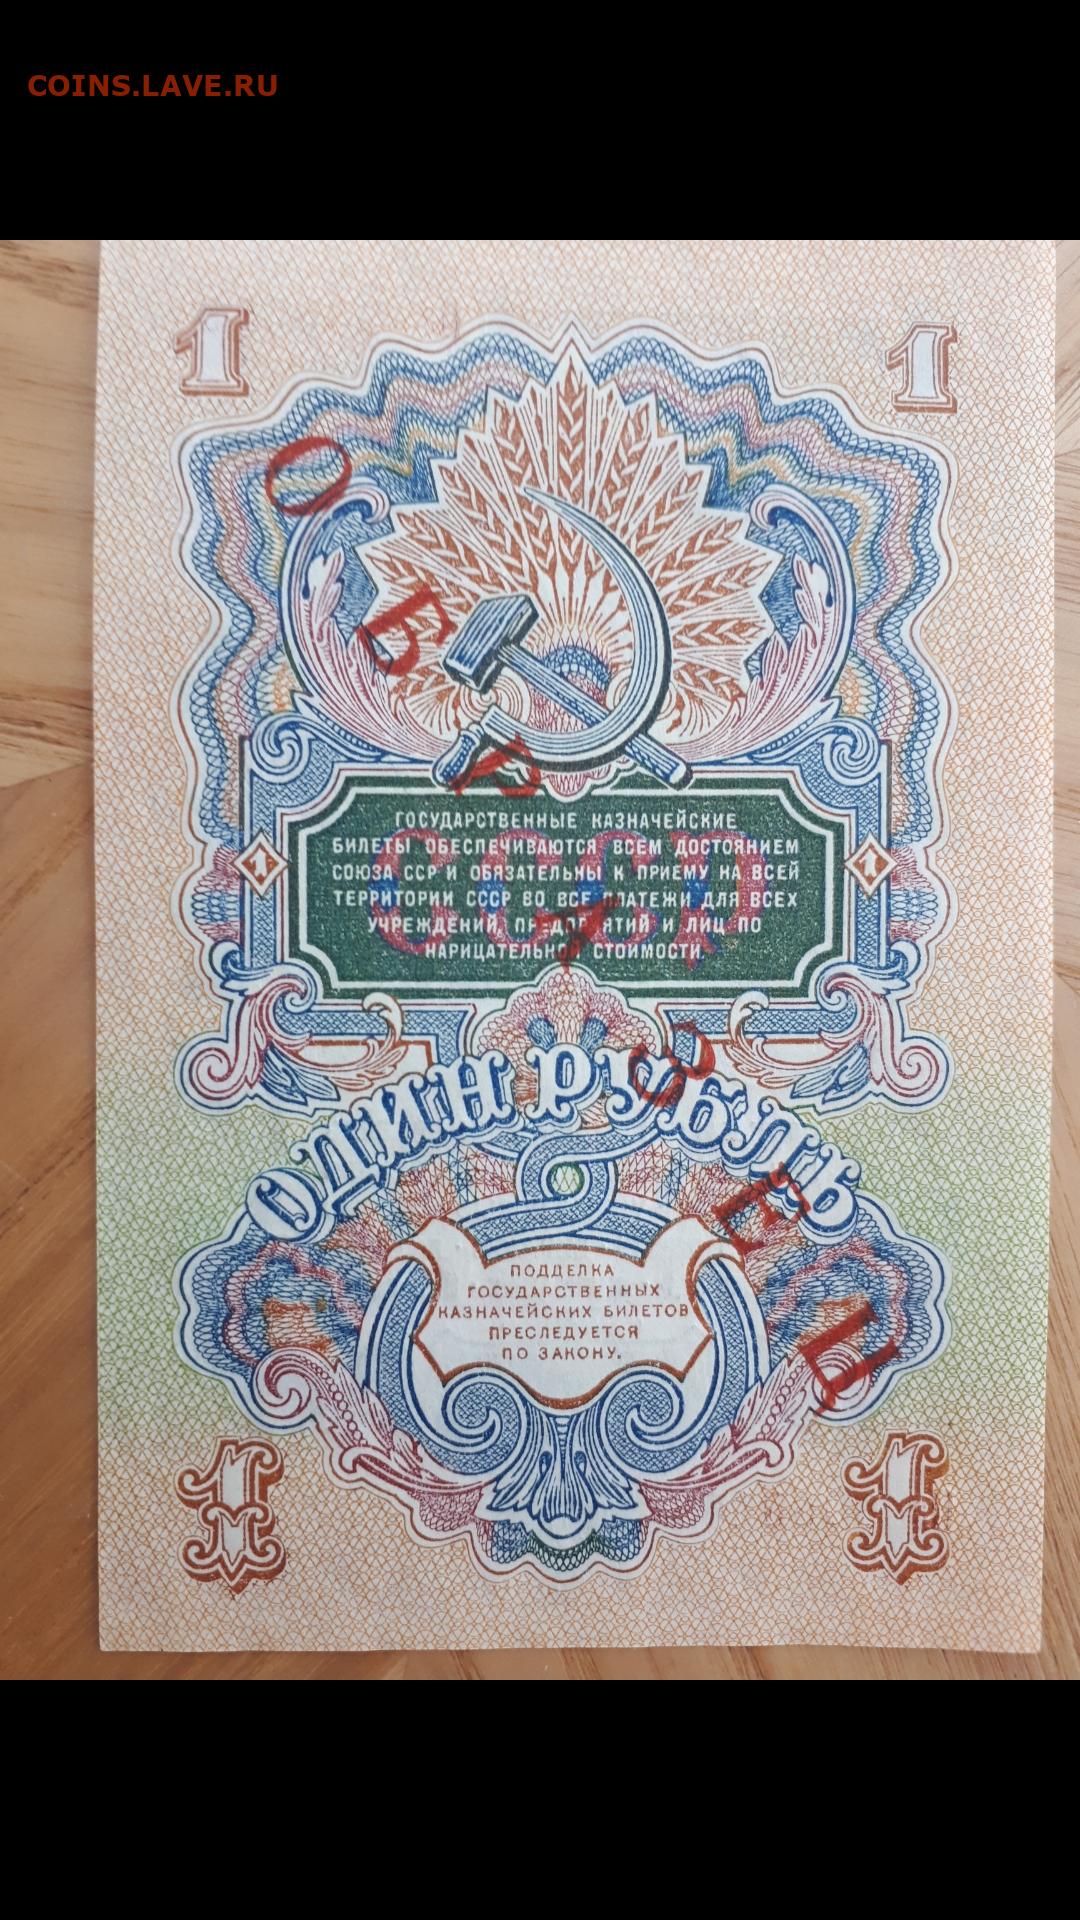 COINS.LAVE.RU
1 1
ОБРАЗЕЦ
СССР
ГОСУДАРСТВЕННЫЕ КАЗНАЧЕЙСКИЕ
БИЛЕТЫ ОБЕСПЕЧИВАЮТСЯ ВСЕМ ДОСТОЯНИЕМ
1 СОЮЗА ССР И ОБЯЗАТЕЛЬНЫ К ПРИЕМУ НА ВСЕЙ 1
ТЕРРИТОРИИ СССР ВО ВСЕ ПЛАТЕЖИ ДЛЯ ВСЕХ
УЧРЕЖДЕНИЙ, ПРЕДПРИЯТИЙ И ЛИЦ ПО
НАРИЦАТЕЛЬНОЙ СТОИМОСТИ
ОДИН РУБЛЬ
ПОДДЕЛКА
ГОСУДАРСТВЕННЫХ
КАЗНАЧЕЙСКИХ БИЛЕТОВ
ПРЕСЛЕДУЕТСЯ
ПО ЗАКОНУ.
1 1